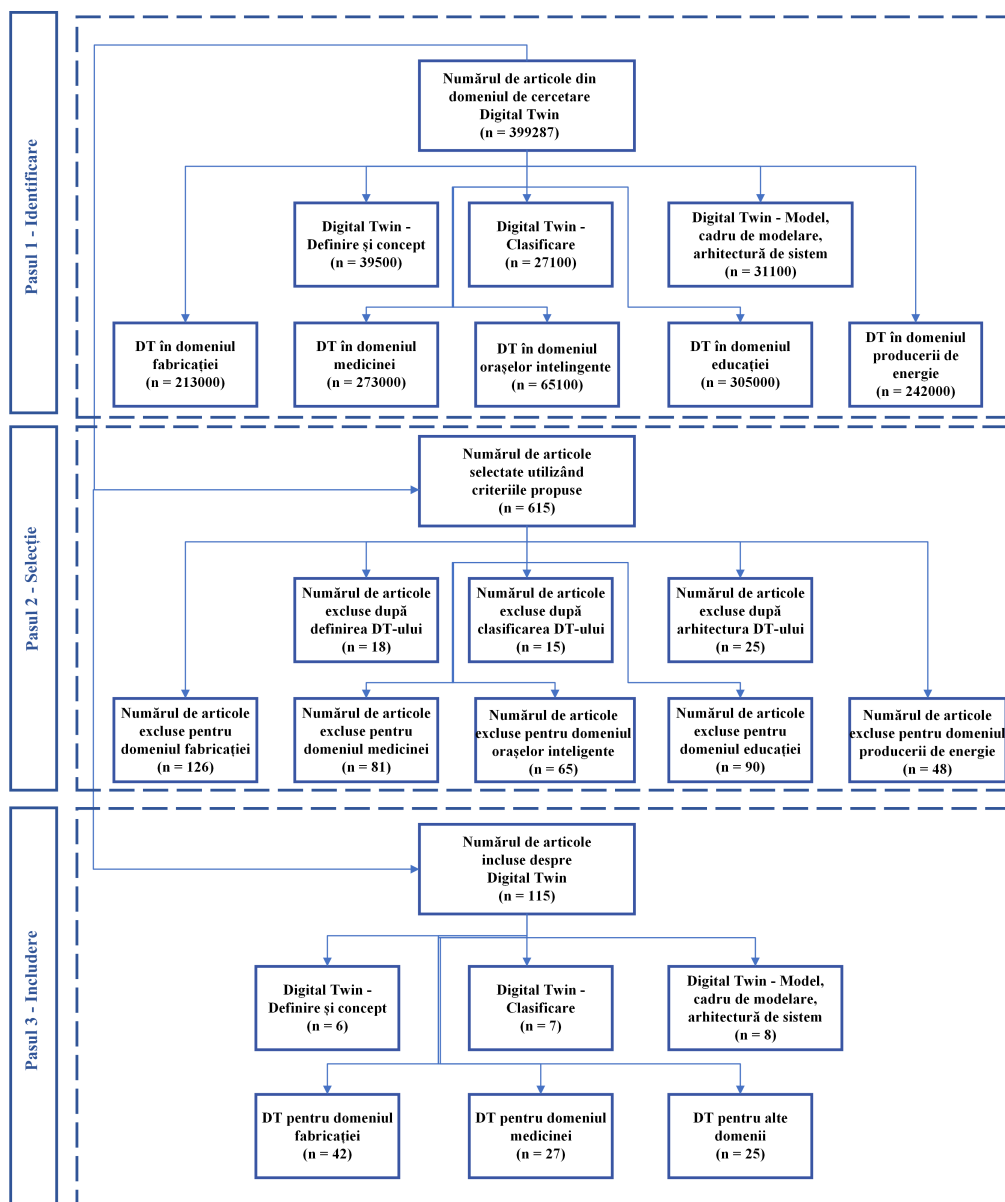 Pasul 1 - Identificare
Numărul de articole din
domeniul de cercetare
Digital Twin
(n = 399287)
Digital Twin -
Definire și concept
(n = 39500)
Digital Twin -
Clasificare
(n = 27100)
Digital Twin - Model,
cadru de modelare,
arhitectură de sistem
(n = 31100)
DT în domeniul
fabricației
(n = 213000)
DT în domeniul
medicinei
(n = 273000)
DT în domeniul
orașelor intelingente
(n = 65100)
DT în domeniul
educației
(n = 305000)
DT în domeniul
producerii de
energie
(n = 242000)
Pasul 2 - Selecție
Numărul de articole
selectate utilizând
criteriile propuse
(n = 615)
Numărul de articole
excluse după
definirea DT-ului
(n = 18)
Numărul de articole
excluse după
clasificarea DT-ului
(n = 15)
Numărul de articole
excluse după
arhitectura DT-ului
(n = 25)
Numărul de articole
excluse pentru
domeniul fabricației
(n = 126)
Numărul de articole
excluse pentru
domeniul medicinei
(n = 81)
Numărul de articole
excluse pentru domeniul
orașelor inteligente
(n = 65)
Numărul de articole
excluse pentru
domeniul educației
(n = 90)
Numărul de articole
excluse pentru domeniul
producerii de energie
(n = 48)
Pasul 3 - Includere
Numărul de articole
incluse despre
Digital Twin
(n = 115)
Digital Twin -
Definire și concept
(n = 6)
Digital Twin -
Clasificare
(n = 7)
Digital Twin - Model,
cadru de modelare,
arhitectură de sistem
(n = 8)
DT pentru domeniul
fabricației
(n = 42)
DT pentru domeniul
medicinei
(n = 27)
DT pentru alte
domenii
(n = 25)